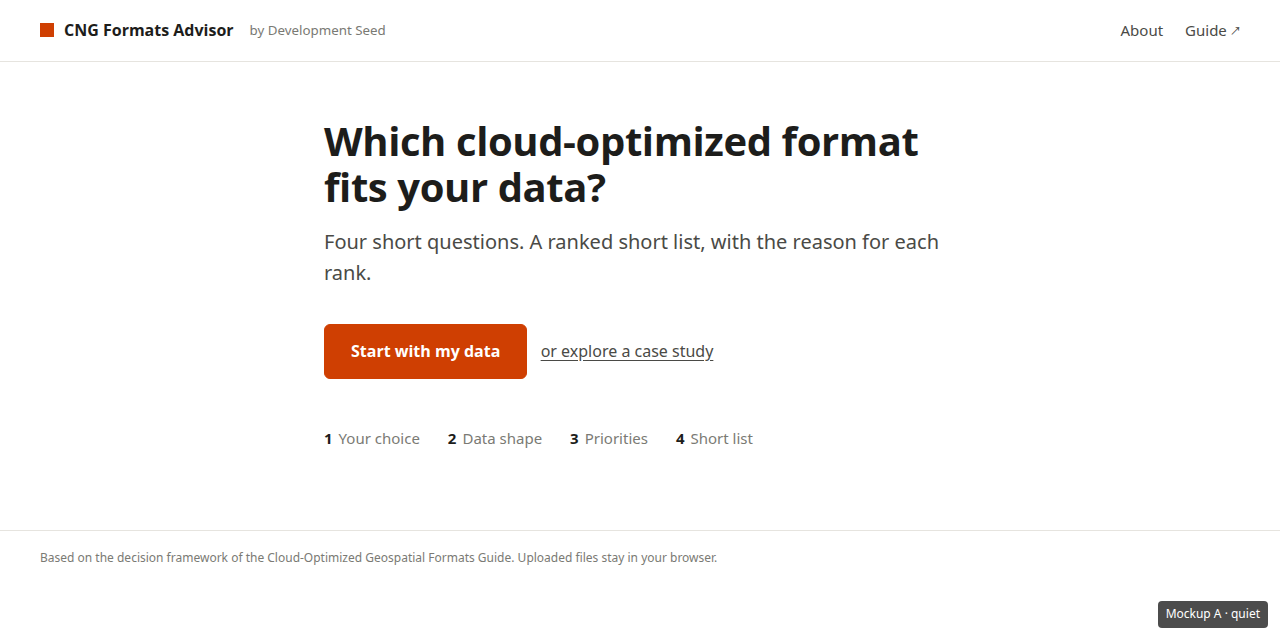 CNG Formats Advisor by Development Seed About Guide ↗
Which cloud-optimized format
fits your data?
Four short questions. A ranked short list, with the reason for each
rank.
Start with my data or explore a case study
1 Your choice 2 Data shape 3 Priorities 4 Short list
Based on the decision framework of the Cloud-Optimized Geospatial Formats Guide. Uploaded files stay in your browser.
Mockup A · quiet